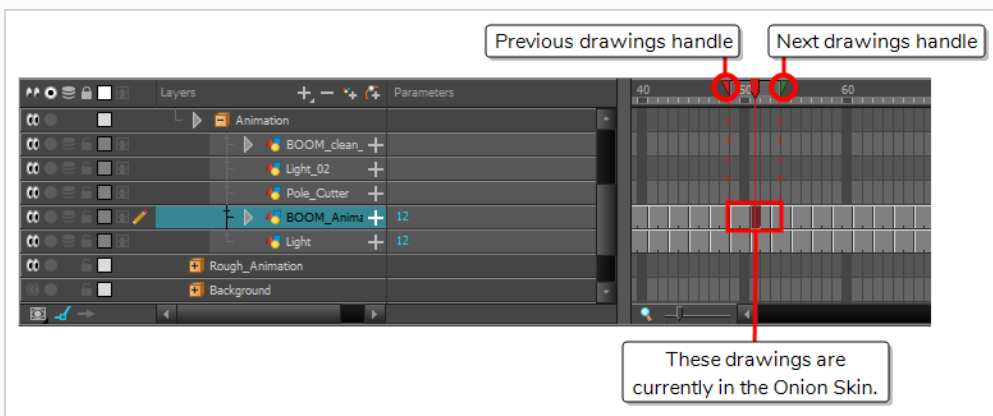 Previous drawings handle
Next drawings handle
Layers
Parameters
40
50
60
Animation
BOOM_clean_
Light_02
Pole_Cutter
BOOM_Anima
12
Light
12
Rough_Animation
Background
These drawings are
currently in the Onion Skin.